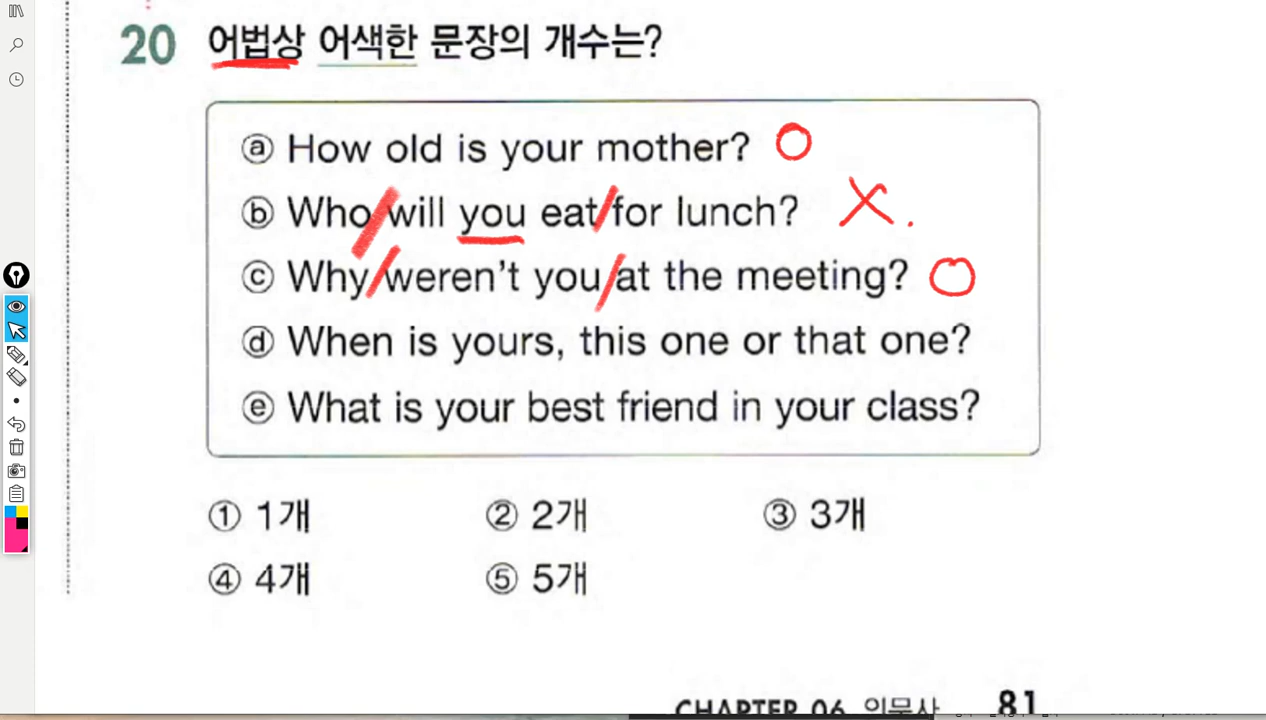 20 어법상 어색한 문장의 개수는?
ⓐ How old is your mother? O
ⓑ Who will you eat for lunch? X.
ⓒ Why weren't you at the meeting? O
ⓓ When is yours, this one or that one?
ⓔ What is your best friend in your class?
① 1개 ② 2개 ③ 3개
④ 4개 ⑤ 5개
CHAPTER 06 의문사 81